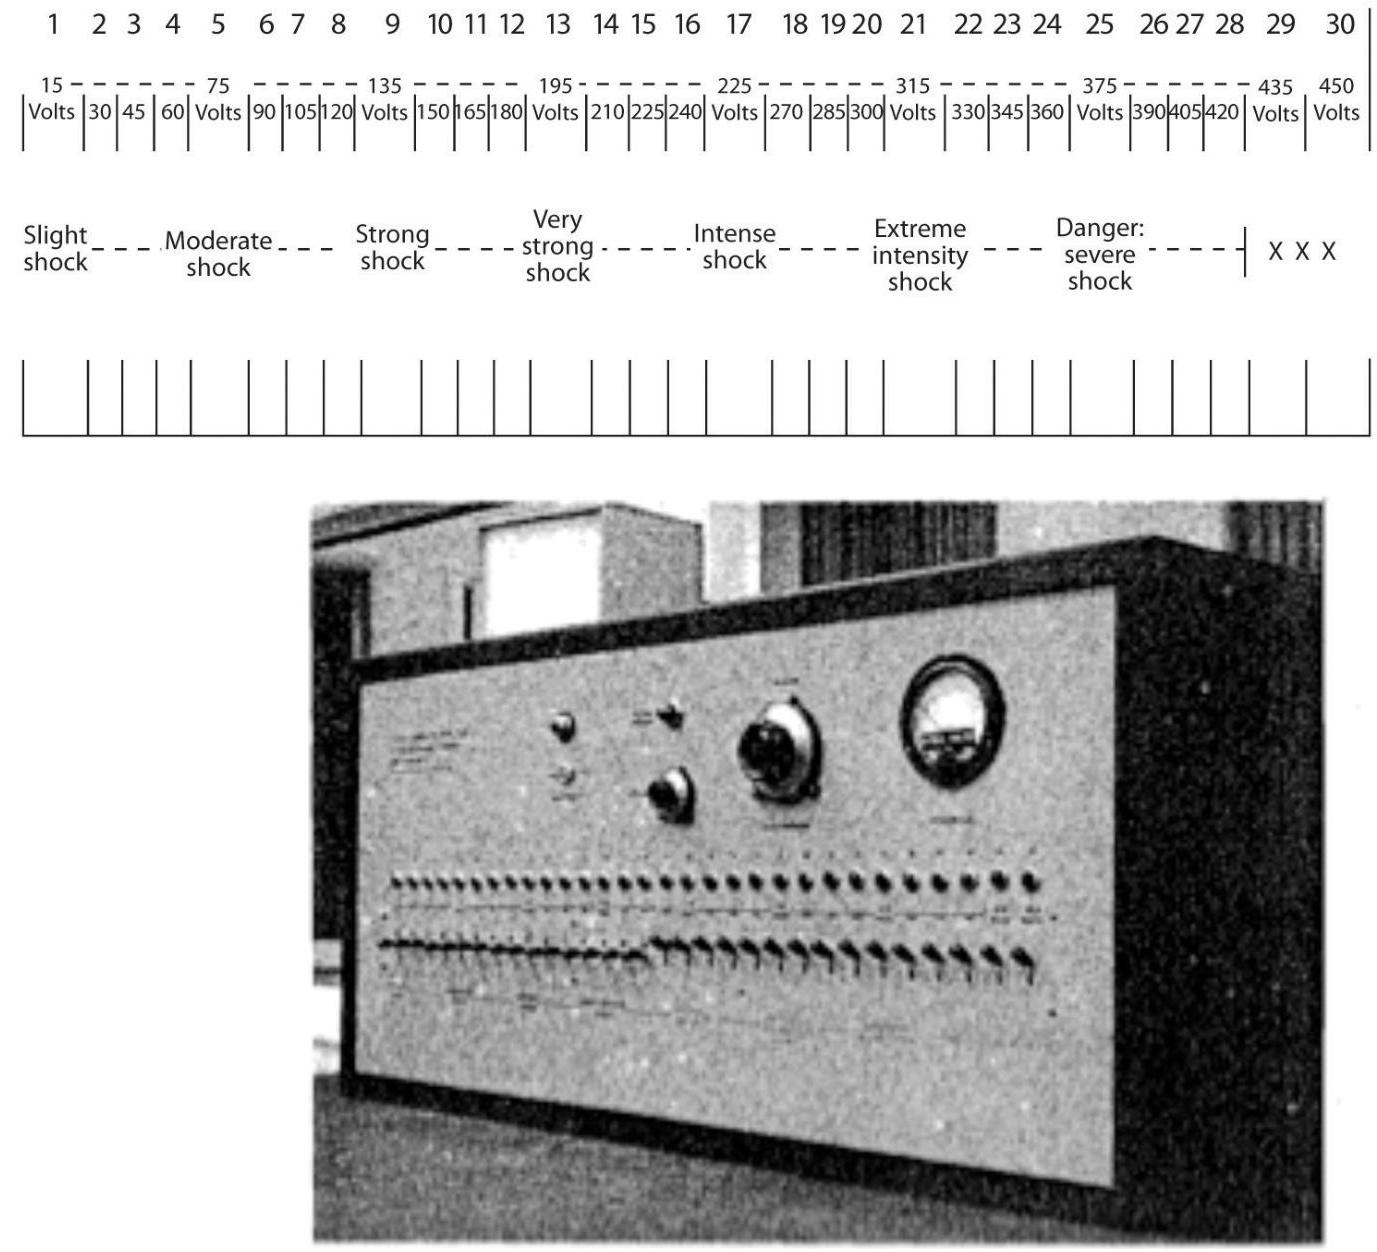 1 2 3 4 5 6 7 8 9 10 11 12 13 14 15 16 17 18 19 20 21 22 23 24 25 26 27 28 29 30
15 75 135 195 225 315 375 435 450
Volts 30 45 60 Volts 90 105 120 Volts 150 165 180 Volts 210 225 240 Volts 270 285 300 Volts 330 345 360 Volts 390 405 420 Volts Volts
Slight
shock
Moderate
shock
Strong
shock
Very
strong
shock
Intense
shock
Extreme
intensity
shock
Danger:
severe
shock
X X X